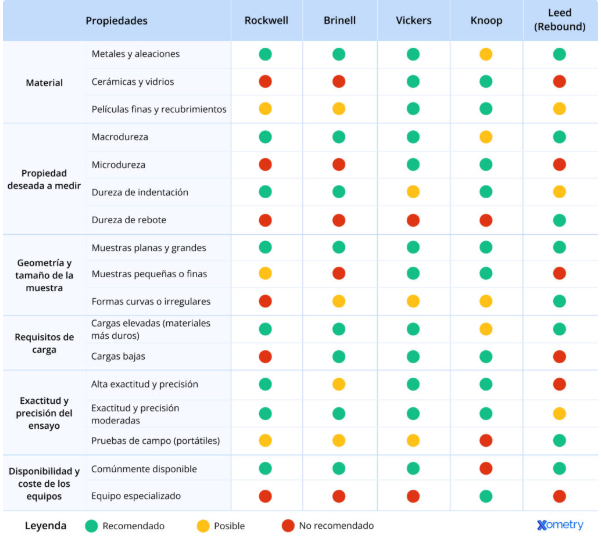 Propiedades
Rockwell
Brinell
Vickers
Knoop
Leed
(Rebound)
Material
Metales y aleaciones
Cerámicas y vidrios
Películas finas y recubrimientos
Propiedad
deseada a medir
Macrodureza
Microdureza
Dureza de indentación
Dureza de rebote
Geometría y
tamaño de la
muestra
Muestras planas y grandes
Muestras pequeñas o finas
Formas curvas o irregulares
Requisitos de
carga
Cargas elevadas (materiales
más duros)
Cargas bajas
Exactitud y
precisión del
ensayo
Alta exactitud y precisión
Exactitud y precisión
moderadas
Pruebas de campo (portátiles)
Disponibilidad y
coste de los
equipos
Comúnmente disponible
Equipo especializado
Leyenda
Recomendado
Posible
No recomendado
Xometry